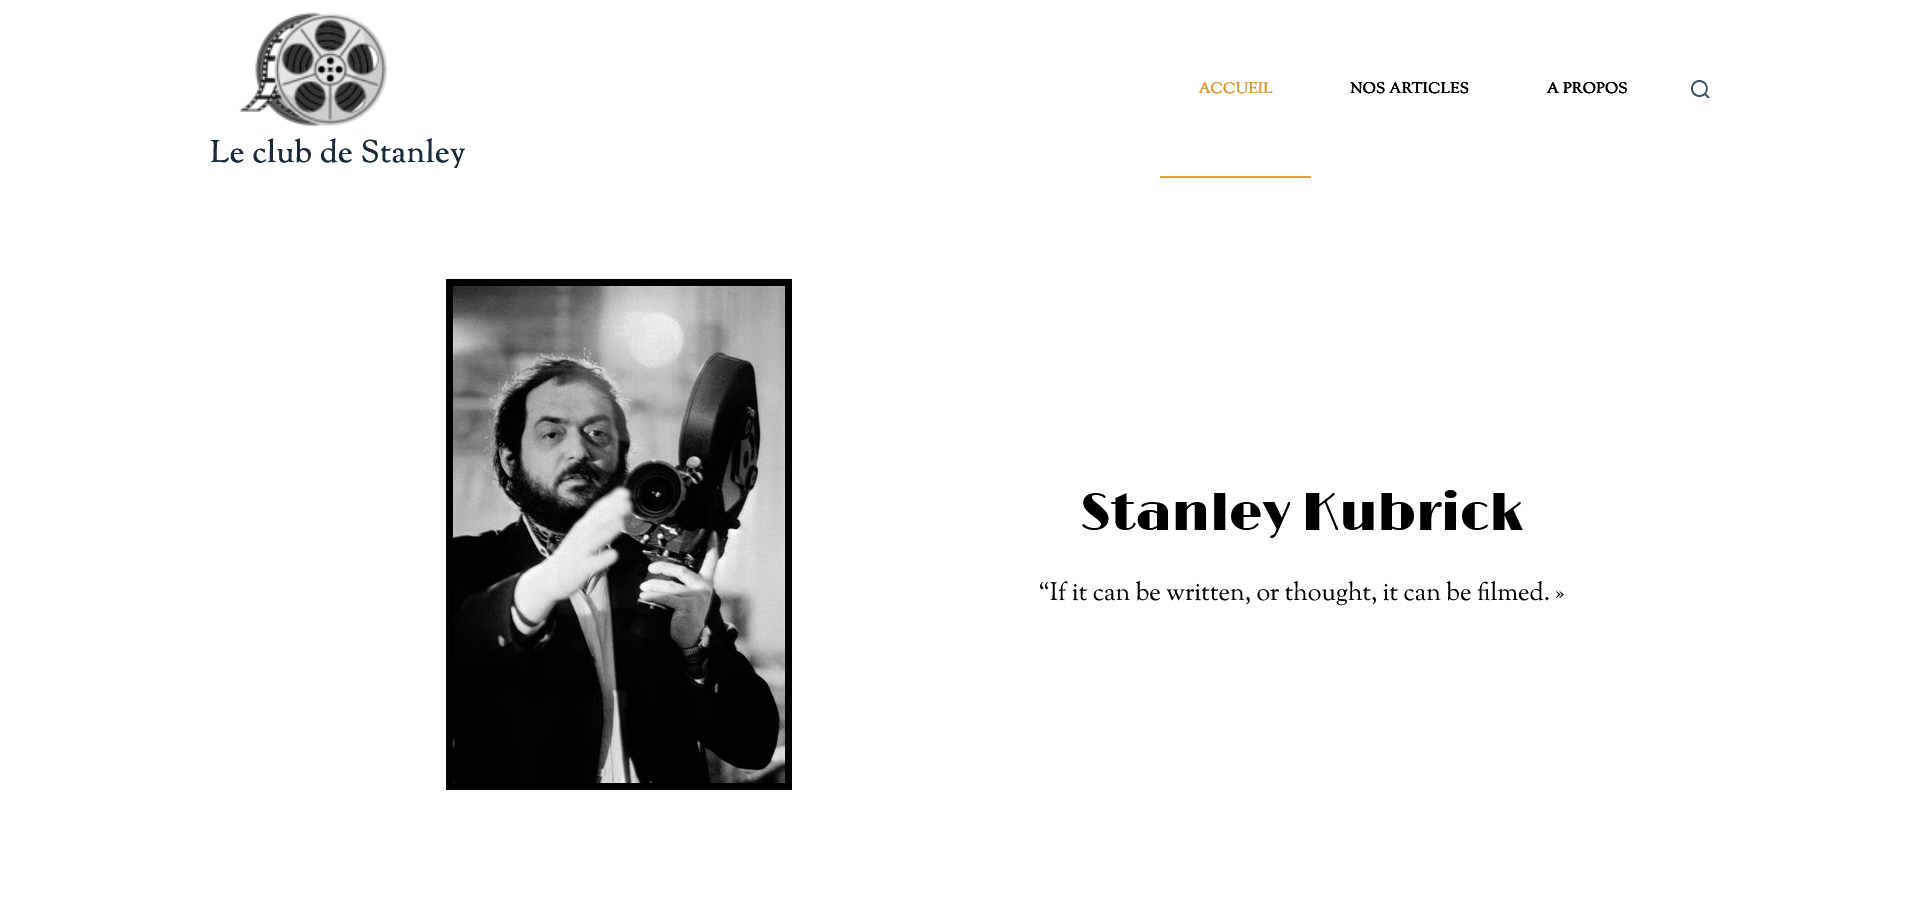 Le club de Stanley
ACCUEIL
NOS ARTICLES
A PROPOS
Stanley Kubrick
“If it can be written, or thought, it can be filmed. »